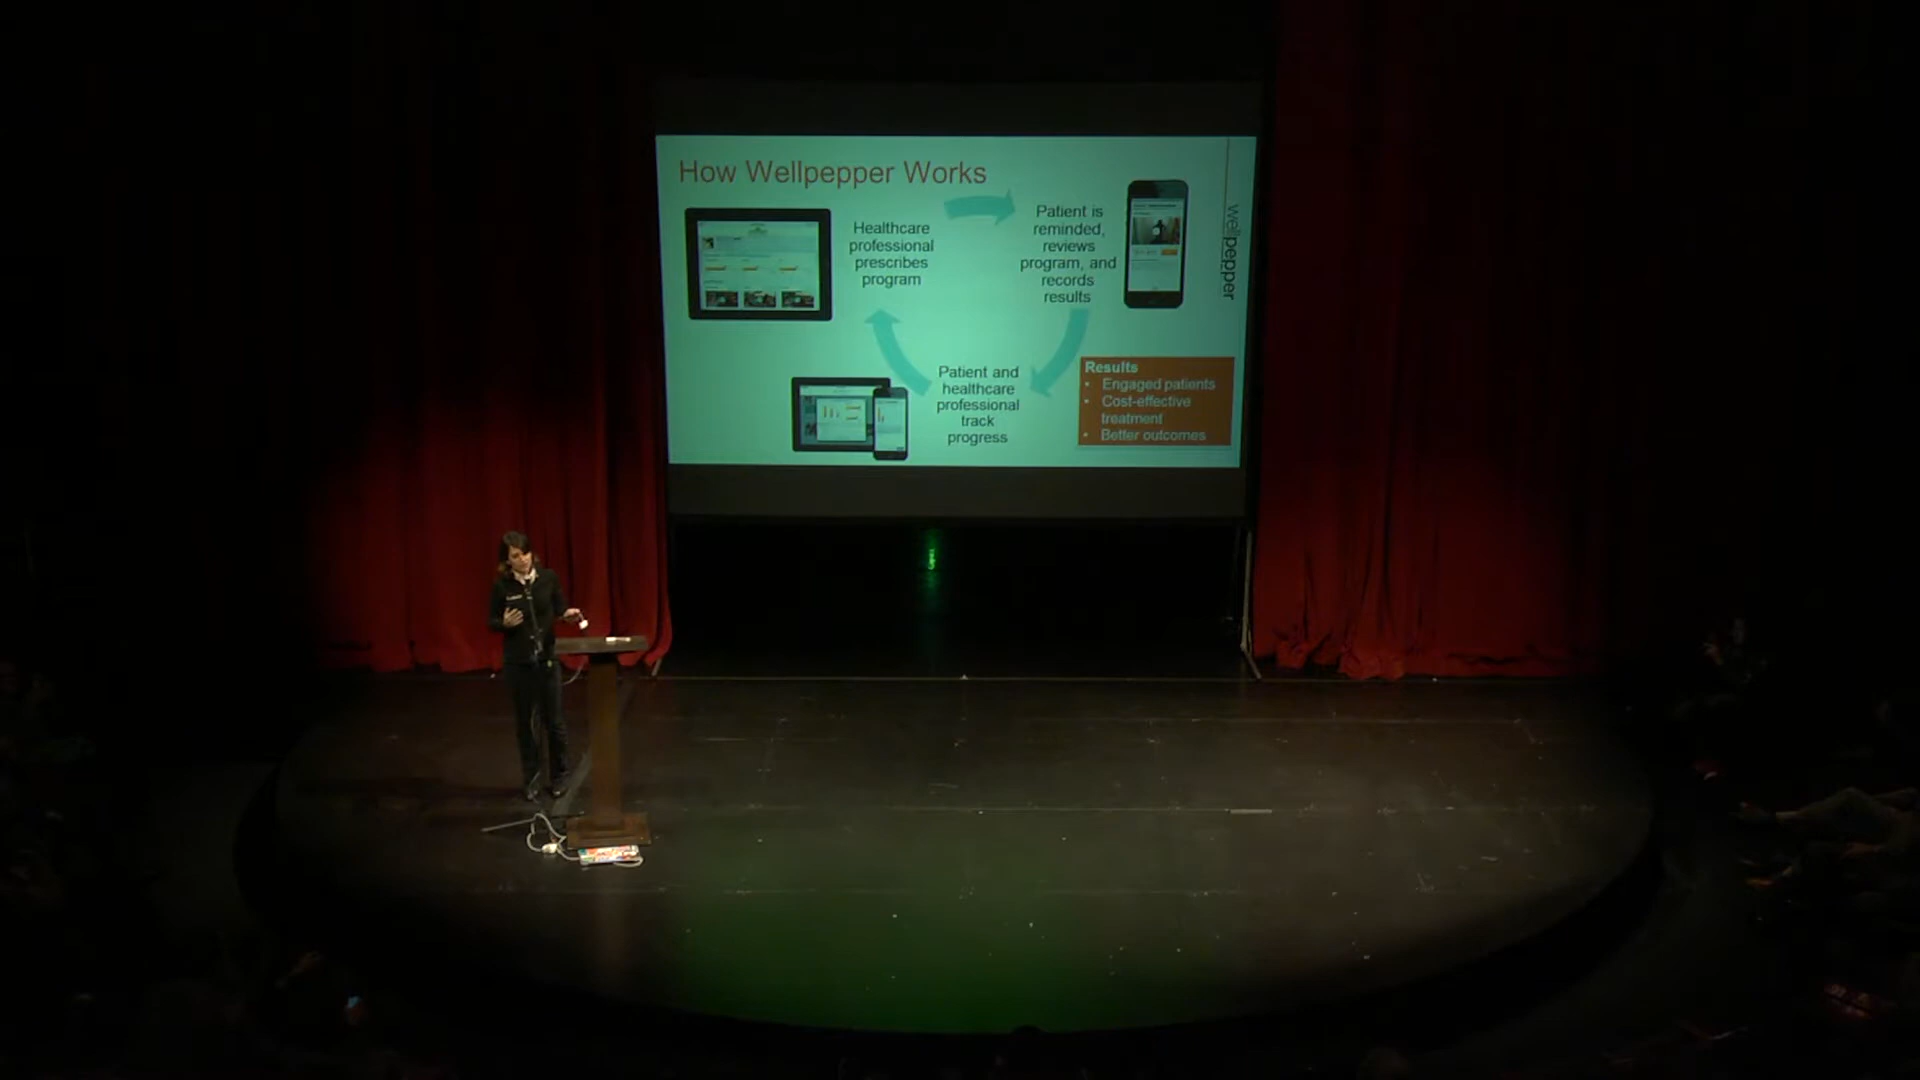 How Wellpepper Works
Healthcare
professional
prescribes
program
Patient is
reminded,
reviews
program, and
records
results
wellpepper
Patient and
healthcare
professional
track
progress
Results
• Engaged patients
• Cost-effective
treatment
• Better outcomes